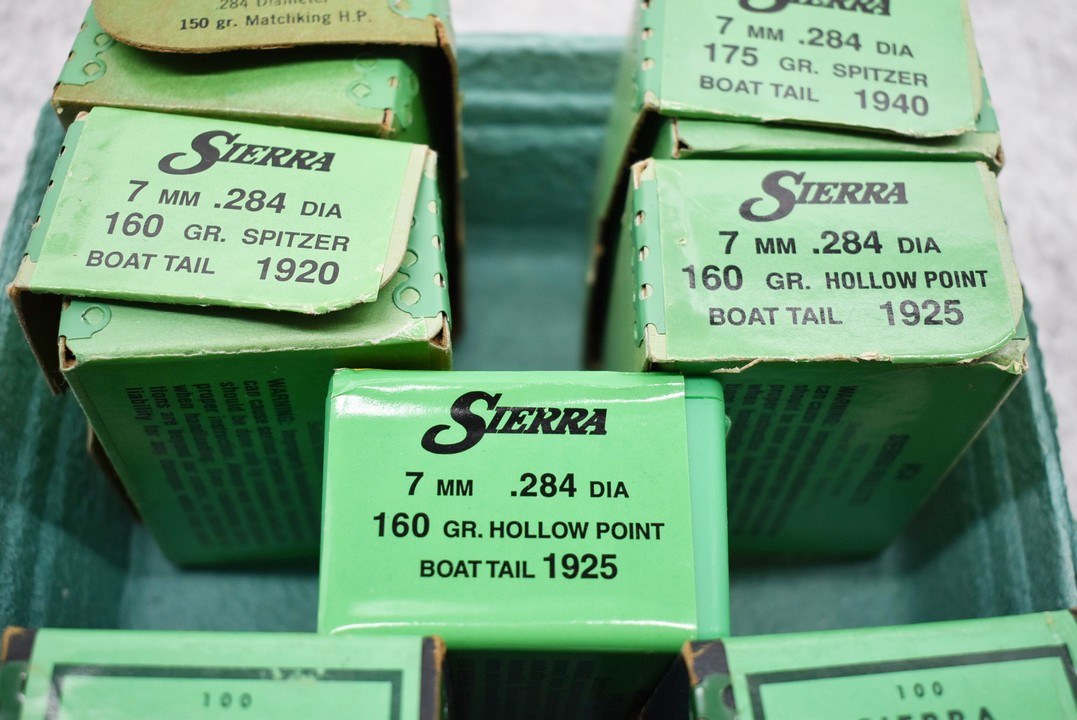 .284 Diameter
150 gr. Matchking H.P.
SIERRA
7 MM .284 DIA
175 GR. SPITZER
BOAT TAIL 1940
SIERRA
7 MM .284 DIA
160 GR. SPITZER
BOAT TAIL 1920
SIERRA
7 MM .284 DIA
160 GR. HOLLOW POINT
BOAT TAIL 1925
WARNING:
SIERRA
7 MM .284 DIA
160 GR. HOLLOW POINT
BOAT TAIL 1925
100
100
SIERRA